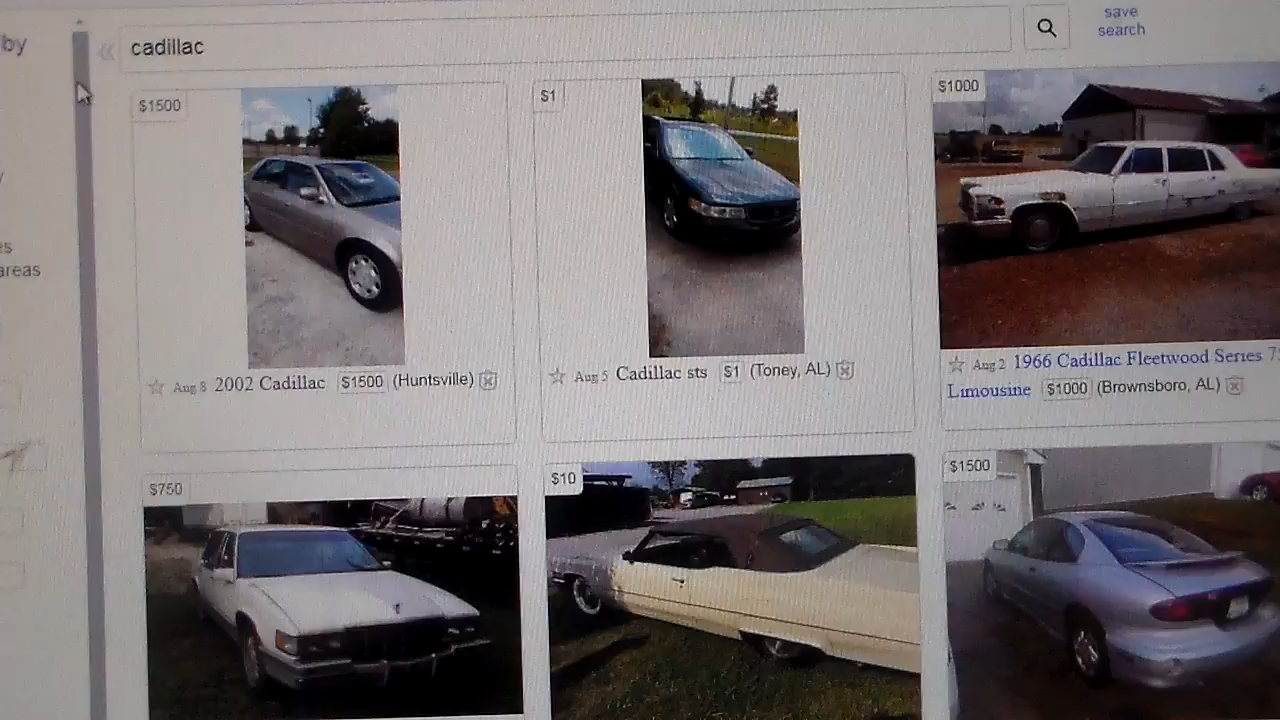 by
cadillac
save
search
$1500
$1
$1000
es
areas
Aug 8 2002 Cadillac $1500 (Huntsville)
Aug 5 Cadillac sts $1 (Toney, AL)
Aug 2 1966 Cadillac Fleetwood Series
Limousine $1000 (Brownsboro, AL)
$750
$10
$1500